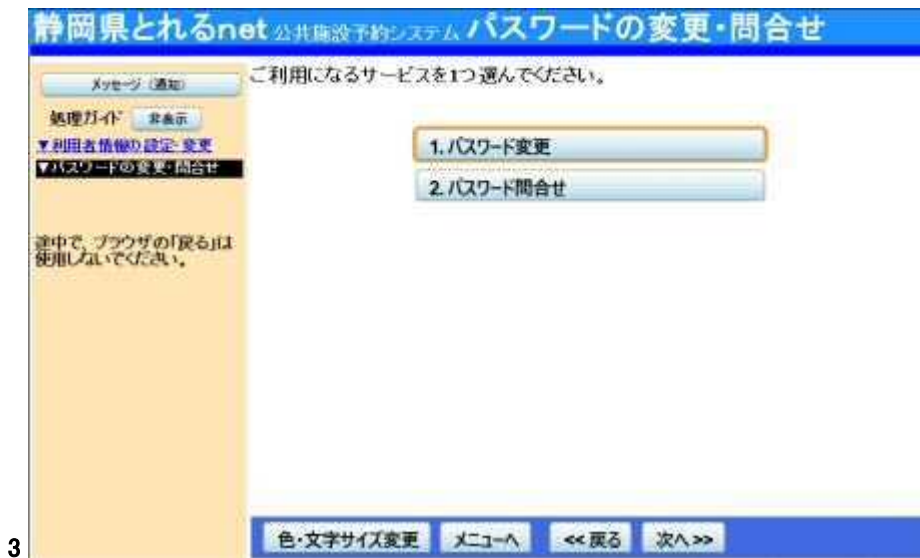 静岡県とれるnet 公共施設予約システム パスワードの変更・問合せ
メッセージ（通知）
ご利用になるサービスを1つ選んでください。
処理ガイド 非表示
▼利用者情報の設定・変更
▼パスワードの変更・問合せ
1. パスワード変更
2. パスワード問合せ
途中で、ブラウザの「戻る」は
使用しないでください。
色・文字サイズ変更 メニューへ <<戻る 次へ>>
3